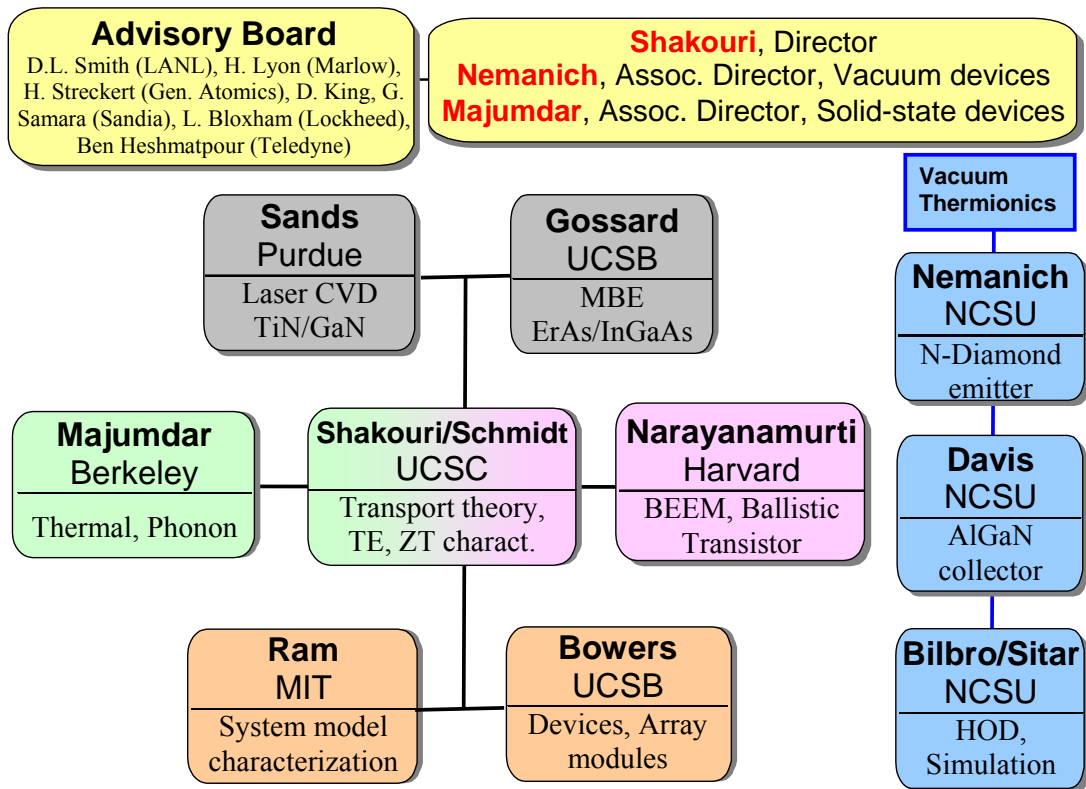 Advisory Board
D.L. Smith (LANL), H. Lyon (Marlow),
H. Streckert (Gen. Atomics), D. King, G.
Samara (Sandia), L. Bloxham (Lockheed),
Ben Heshmatpour (Teledyne)
Shakouri, Director
Nemanich, Assoc. Director, Vacuum devices
Majumdar, Assoc. Director, Solid-state devices
Vacuum
Thermionics
Sands
Purdue
Laser CVD
TiN/GaN
Gossard
UCSB
MBE
ErAs/InGaAs
Nemanich
NCSU
N-Diamond
emitter
Majumdar
Berkeley
Thermal, Phonon
Shakouri/Schmidt
UCSC
Transport theory,
TE, ZT charact.
Narayanamurti
Harvard
BEEM, Ballistic
Transistor
Davis
NCSU
AlGaN
collector
Ram
MIT
System model
characterization
Bowers
UCSB
Devices, Array
modules
Bilbro/Sitar
NCSU
HOD,
Simulation